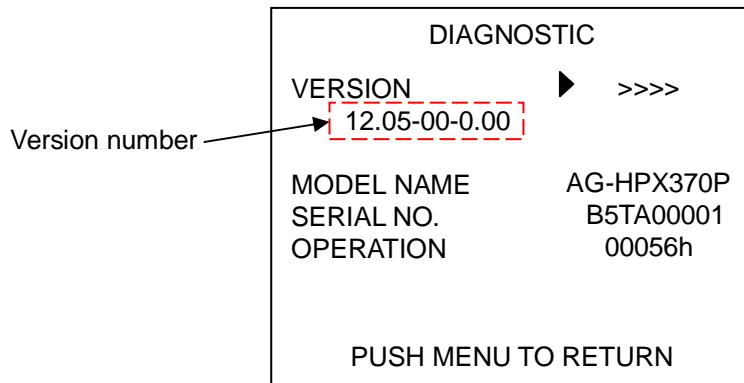 DIAGNOSTIC
VERSION ▶ >>>>
12.05-00-0.00
Version number
MODEL NAME AG-HPX370P
SERIAL NO. B5TA00001
OPERATION 00056h
PUSH MENU TO RETURN